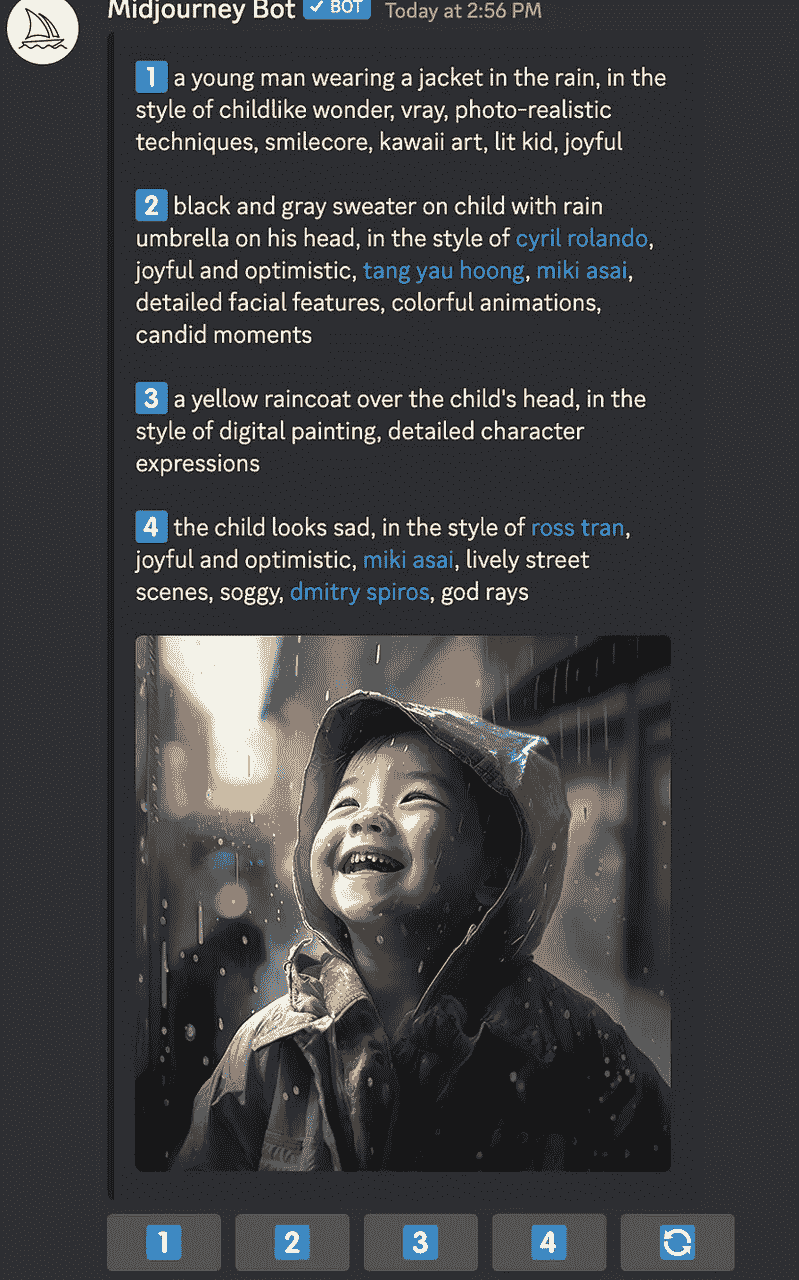 Midjourney Bot ✓ BOT Today at 2:56 PM
1 a young man wearing a jacket in the rain, in the
style of childlike wonder, vray, photo-realistic
techniques, smilecore, kawaii art, lit kid, joyful
2 black and gray sweater on child with rain
umbrella on his head, in the style of cyril rolando,
joyful and optimistic, tang yau hoong, miki asai,
detailed facial features, colorful animations,
candid moments
3 a yellow raincoat over the child's head, in the
style of digital painting, detailed character
expressions
4 the child looks sad, in the style of ross tran,
joyful and optimistic, miki asai, lively street
scenes, soggy, dmitry spiros, god rays
1 2 3 4